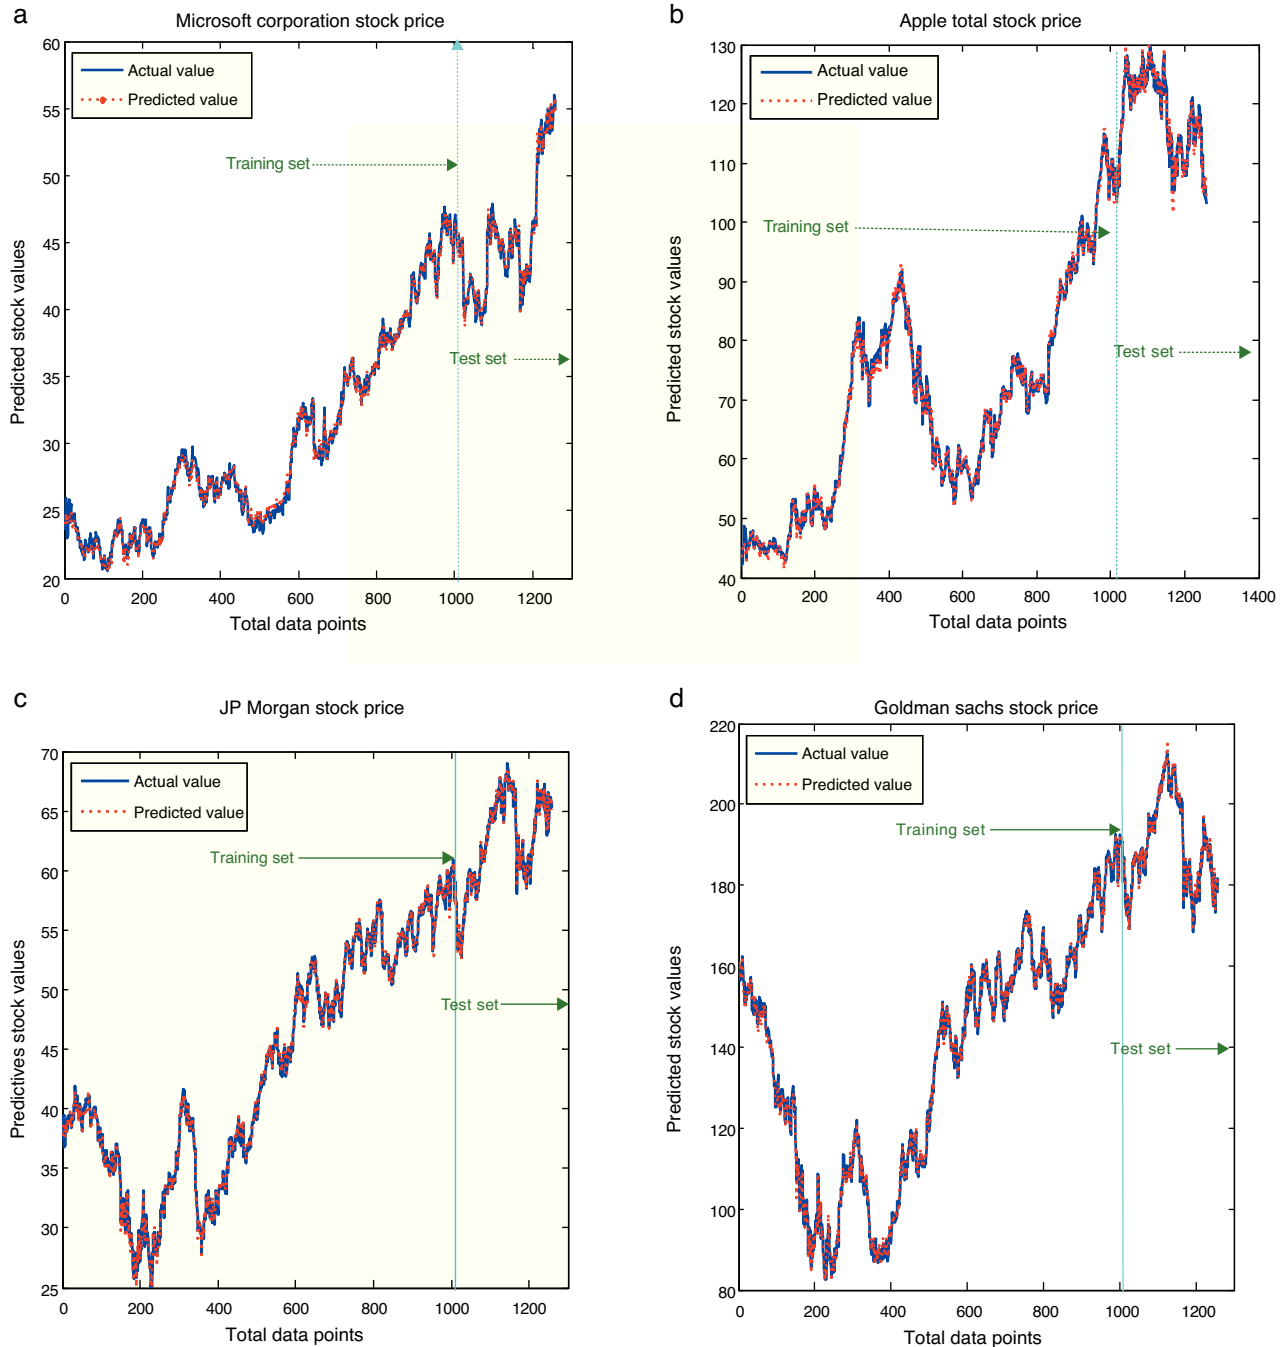 a
Microsoft corporation stock price
60
55
50
45
40
35
30
25
20
Predicted stock values
Actual value
Predicted value
Training set
Test set
0 200 400 600 800 1000 1200
Total data points
b
Apple total stock price
130
120
110
100
90
80
70
60
50
40
Predicted stock values
Actual value
Predicted value
Training set
Test set
0 200 400 600 800 1000 1200 1400
Total data points
c
JP Morgan stock price
70
65
60
55
50
45
40
35
30
25
Predictives stock values
Actual value
Predicted value
Training set
Test set
0 200 400 600 800 1000 1200
Total data points
d
Goldman sachs stock price
220
200
180
160
140
120
100
80
Predicted stock values
Actual value
Predicted value
Training set
Test set
0 200 400 600 800 1000 1200
Total data points